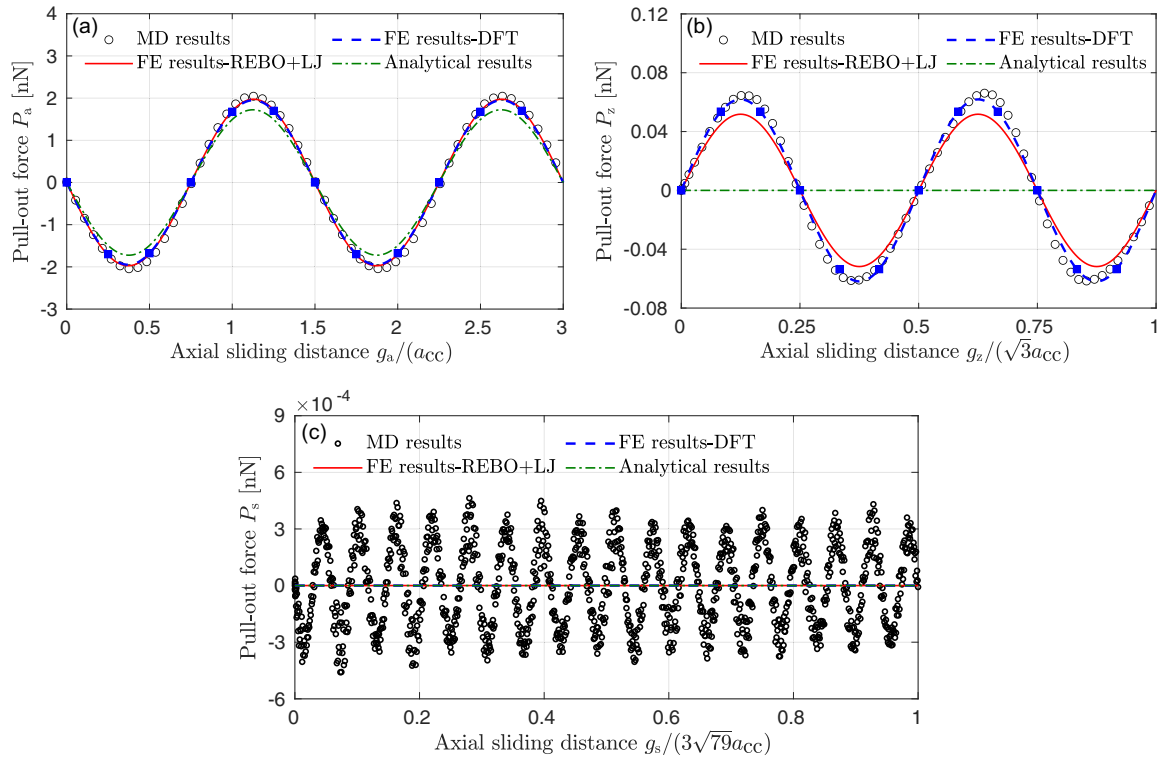 (a)
MD results
FE results-DFT
FE results-REBO+LJ
Analytical results
4
3
2
1
0
-1
-2
-3
Pull-out force Pₐ [nN]
0 0.5 1 1.5 2 2.5 3
Axial sliding distance gₐ/(a_CC)
(b)
MD results
FE results-DFT
FE results-REBO+LJ
Analytical results
0.12
0.08
0.04
0
-0.04
-0.08
Pull-out force P_z [nN]
0 0.25 0.5 0.75 1
Axial sliding distance g_z/(√3a_CC)
×10⁻⁴
(c)
MD results
FE results-DFT
FE results-REBO+LJ
Analytical results
9
6
3
0
-3
-6
Pull-out force Pₛ [nN]
0 0.2 0.4 0.6 0.8 1
Axial sliding distance gₛ/(3√79a_CC)